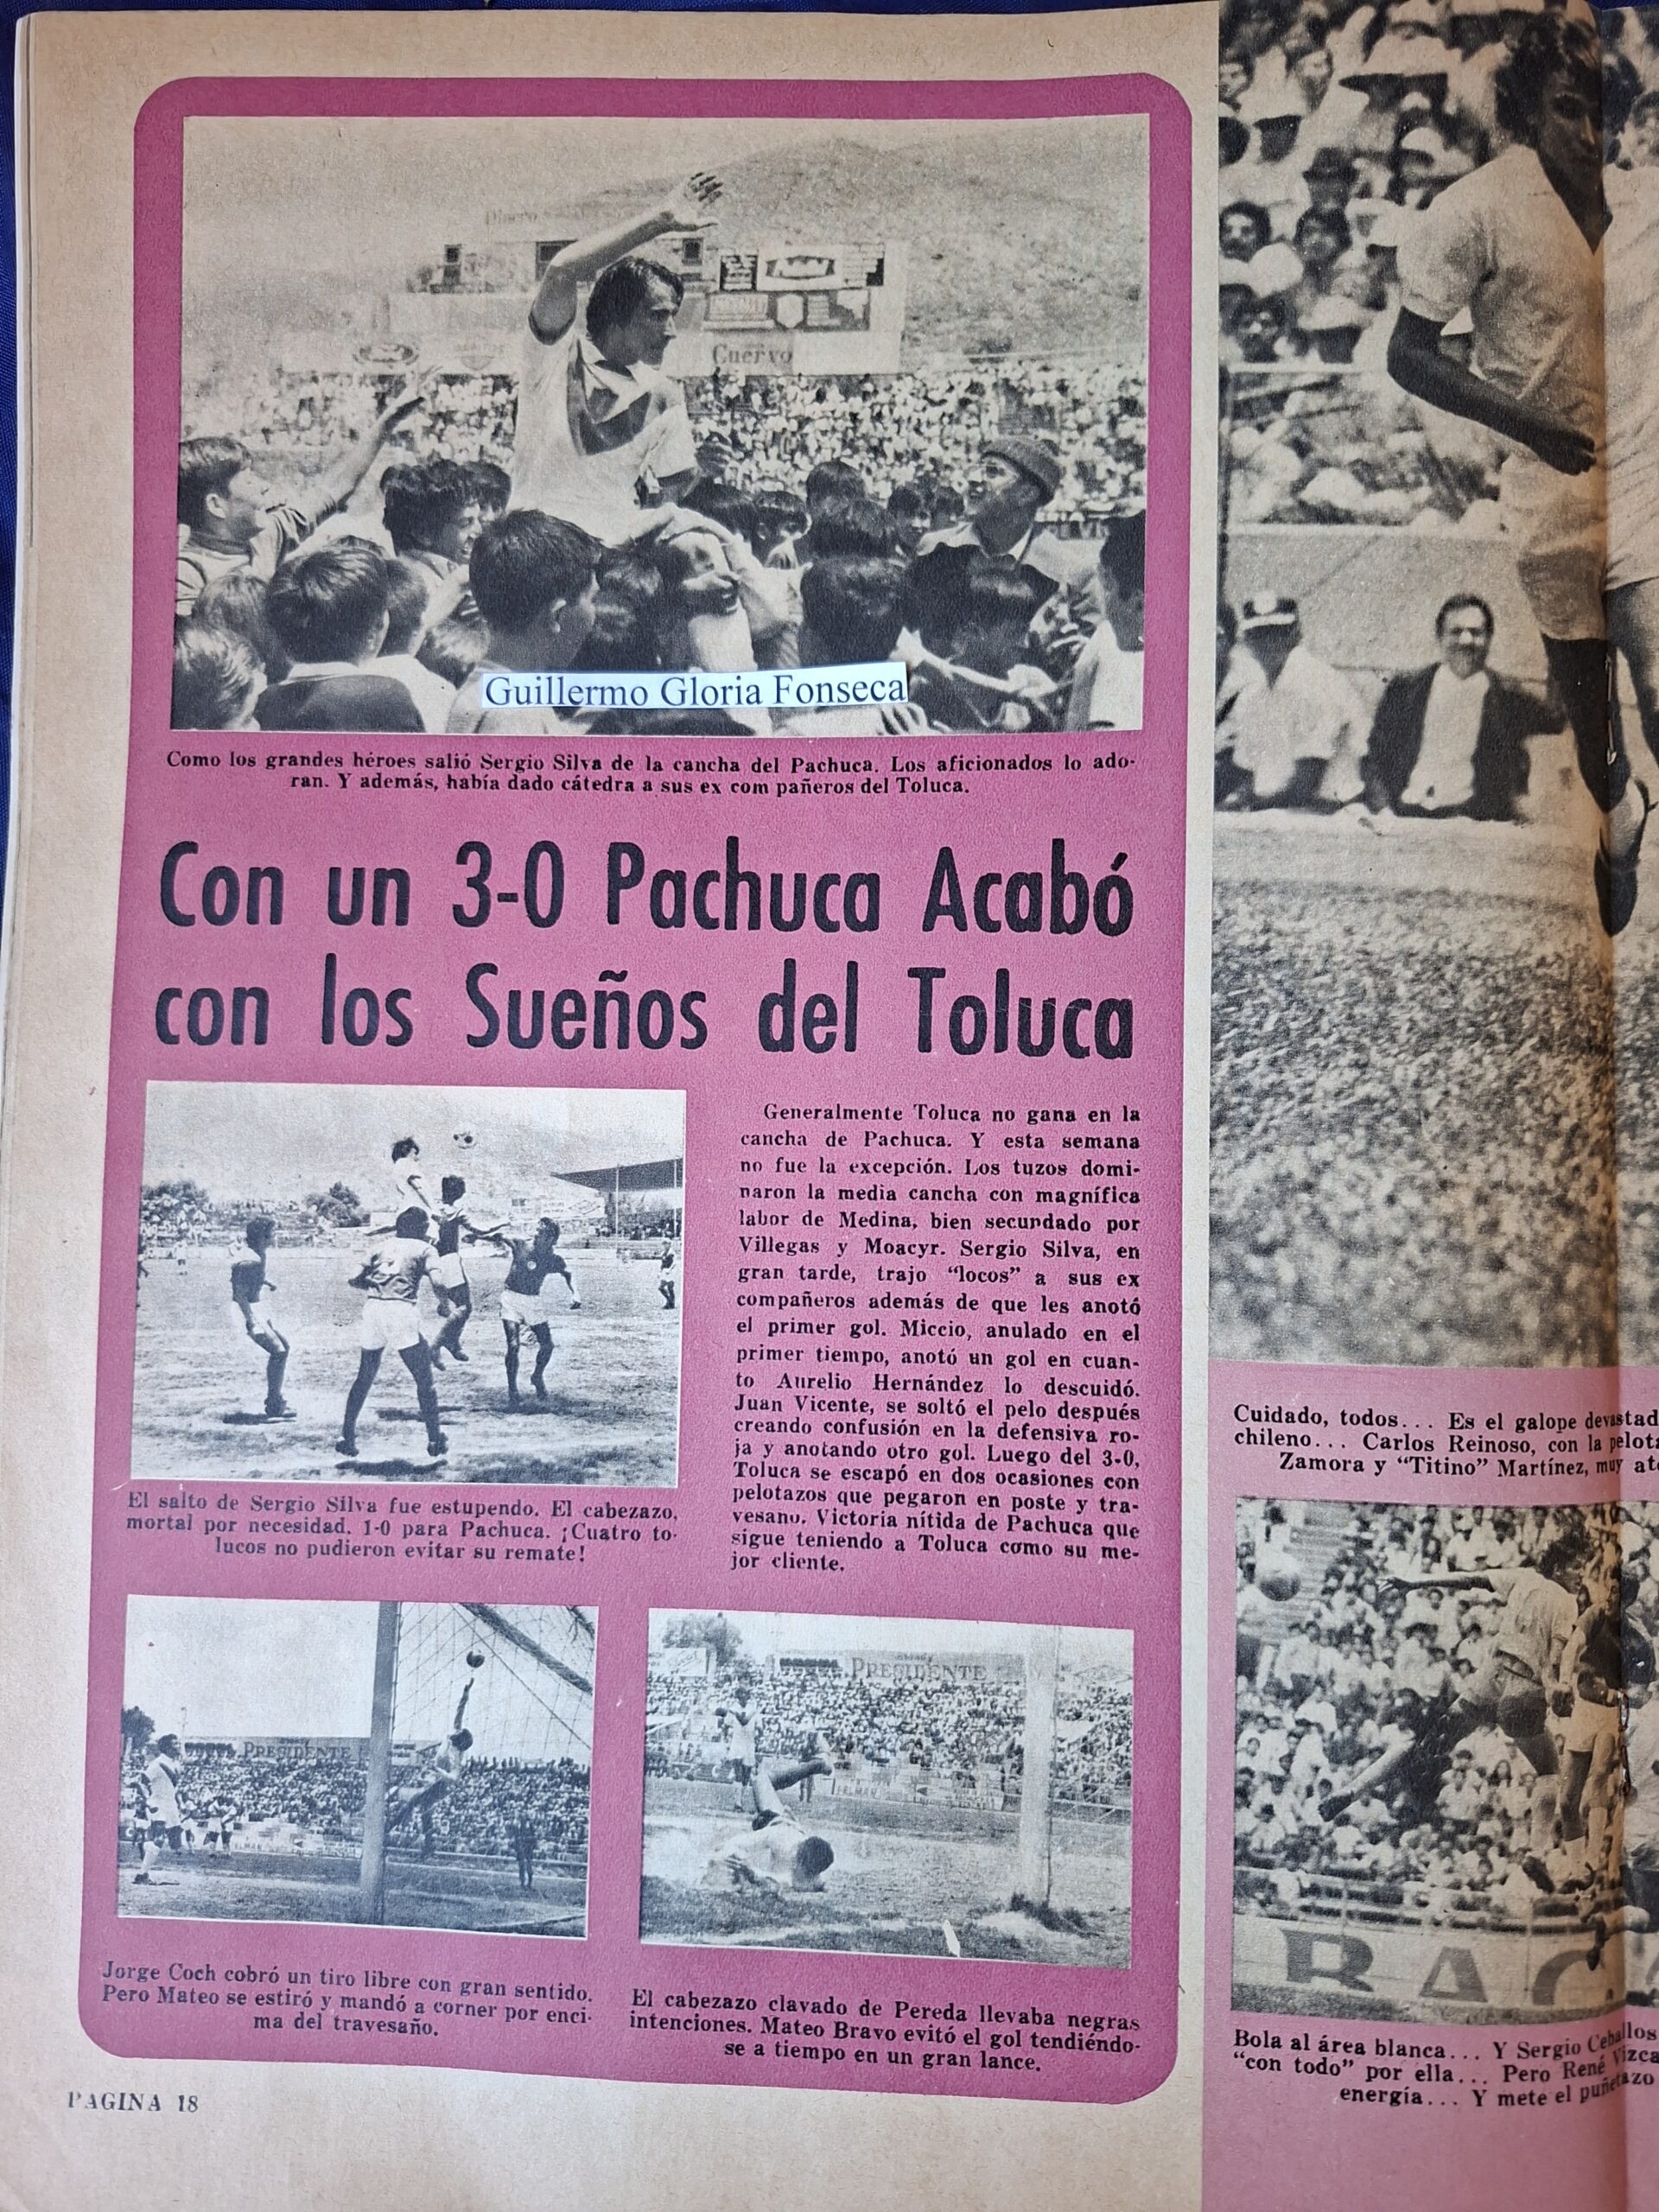 Dinero
Cuervo
Guillermo Gloria Fonseca
Como los grandes héroes salió Sergio Silva de la cancha del Pachuca. Los aficionados lo ado-
ran. Y además, había dado cátedra a sus ex com pañeros del Toluca.
Con un 3-0 Pachuca Acabó
con los Sueños del Toluca
Generalmente Toluca no gana en la
cancha de Pachuca. Y esta semana
no fue la excepción. Los tuzos domi-
naron la media cancha con magnífica
labor de Medina, bien secundado por
Villegas y Moacyr. Sergio Silva, en
gran tarde, trajo "locos" a sus ex
compañeros además de que les anotó
el primer gol. Miccio, anulado en el
primer tiempo, anotó un gol en cuan-
to Aurelio Hernández lo descuidó.
Juan Vicente, se soltó el pelo después
creando confusión en la defensiva ro-
ja y anotando otro gol. Luego del 3-0,
Toluca se escapó en dos ocasiones con
pelotazos que pegaron en poste y tra-
vesano. Victoria nítida de Pachuca que
sigue teniendo a Toluca como su me-
jor cliente.
El salto de Sergio Silva fue estupendo. El cabezazo,
mortal por necesidad. 1-0 para Pachuca. ¡Cuatro to-
lucos no pudieron evitar su remate!
PRESIDENTE
PRESIDENTE
Jorge Coch cobró un tiro libre con gran sentido.
Pero Mateo se estiró y mandó a corner por enci-
ma del travesaño.
El cabezazo clavado de Pereda llevaba negras
intenciones. Mateo Bravo evitó el gol tendiéndo-
se a tiempo en un gran lance.
PAGINA 18
Cuidado, todos... Es el galope devastad
chileno... Carlos Reinoso, con la pelot
Zamora y "Titino" Martínez, muy at
RAC
Bola al área blanca... Y Sergio Ceballos
"con todo" por ella... Pero René Vizca
energía... Y mete el puñetazo